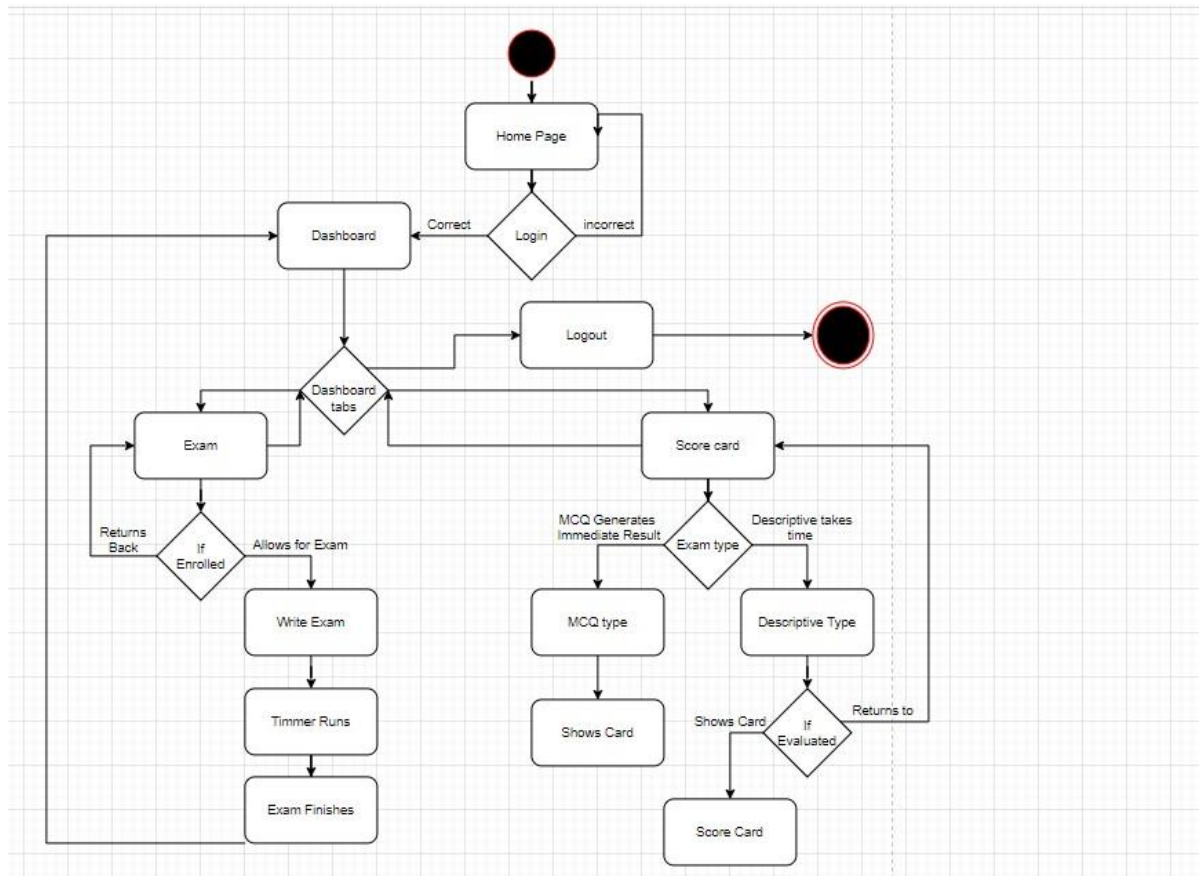 Home Page
Dashboard
Correct
Login
incorrect
Logout
Dashboard
tabs
Exam
Score card
Returns
Back
If
Enrolled
Allows for Exam
MCQ Generates
Immediate Result
Exam type
Descriptive takes
time
Write Exam
MCQ type
Descriptive Type
Timmer Runs
Shows Card
Shows Card
If
Evaluated
Returns to
Exam Finishes
Score Card